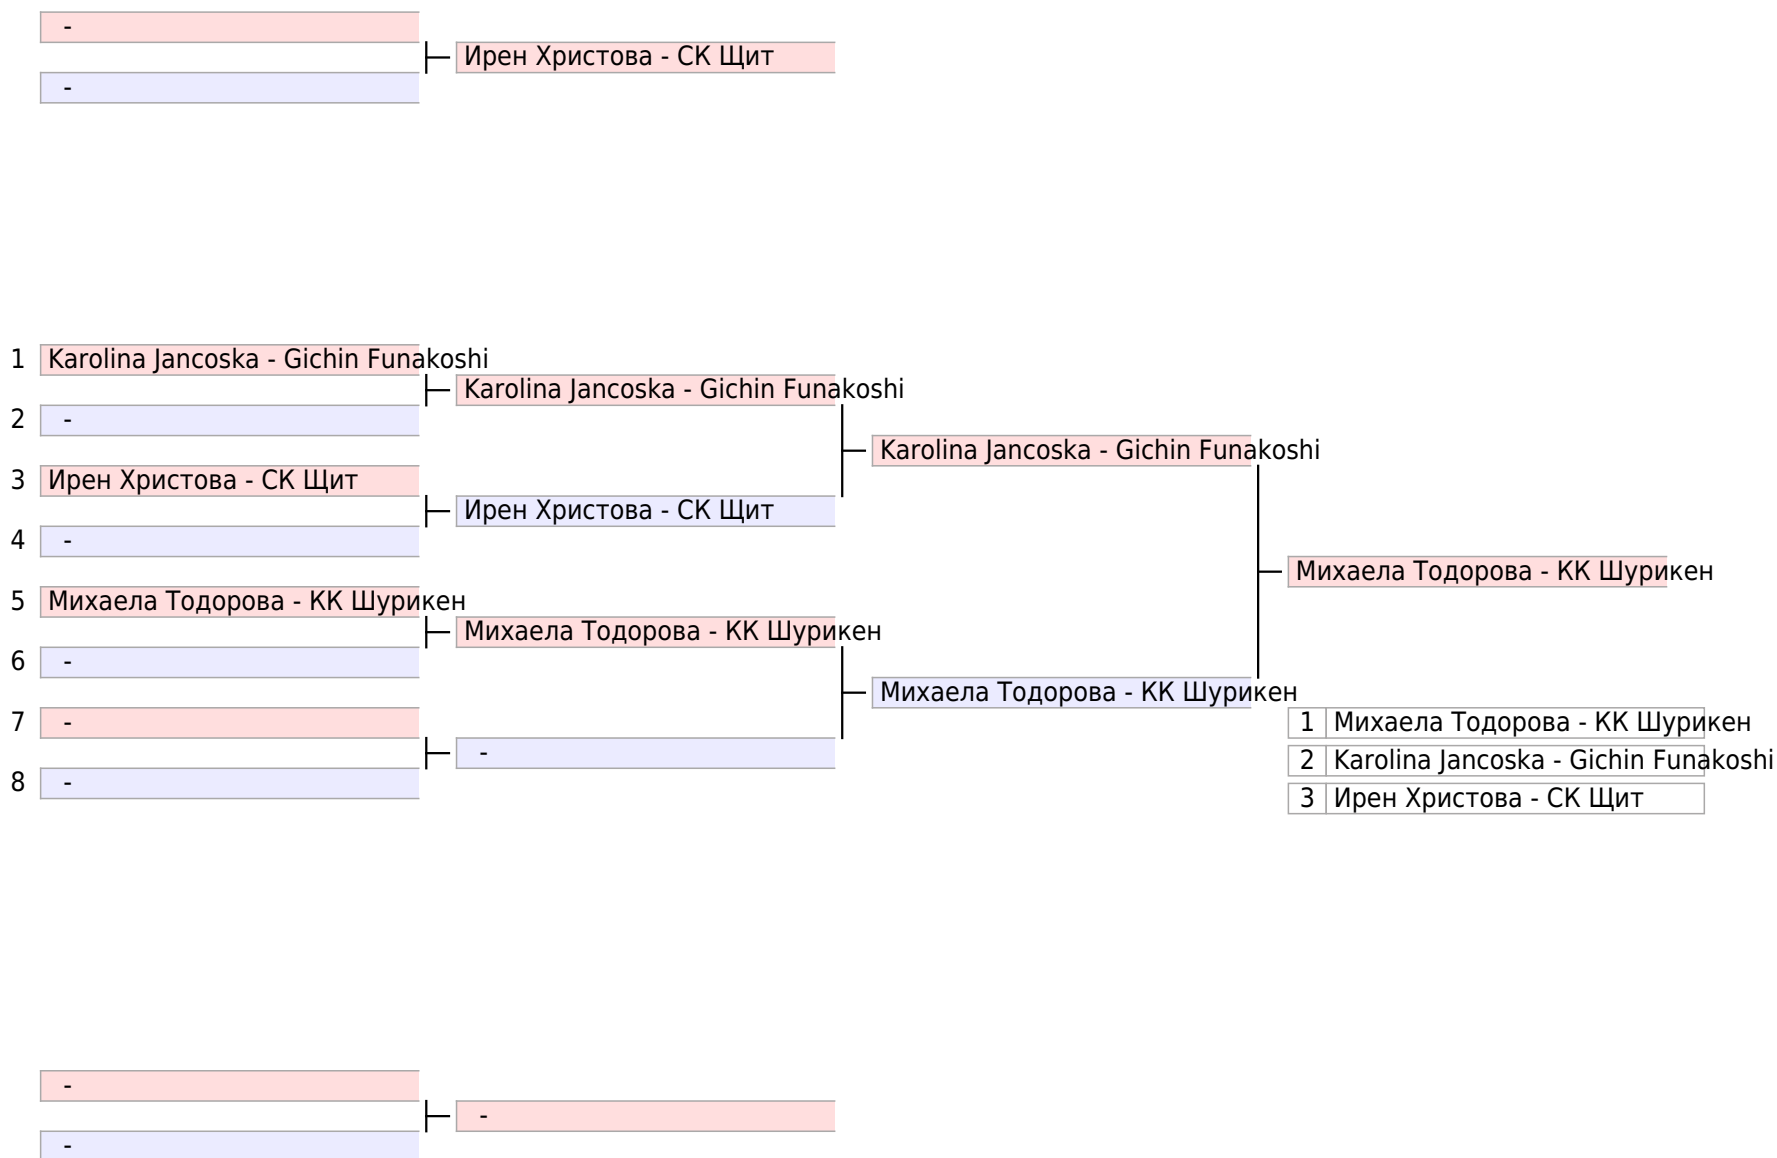 -
Ирен Христова - СК Щит
-
1 Karolina Jancoska - Gichin Funakoshi
Karolina Jancoska - Gichin Funakoshi
2 -
Karolina Jancoska - Gichin Funakoshi
3 Ирен Христова - СК Щит
Ирен Христова - СК Щит
4 -
Михаела Тодорова - КК Шурикен
5 Михаела Тодорова - КК Шурикен
Михаела Тодорова - КК Шурикен
6 -
Михаела Тодорова - КК Шурикен
7 -
1 Михаела Тодорова - КК Шурикен
-
2 Karolina Jancoska - Gichin Funakoshi
8 -
3 Ирен Христова - СК Щит
-
-
-